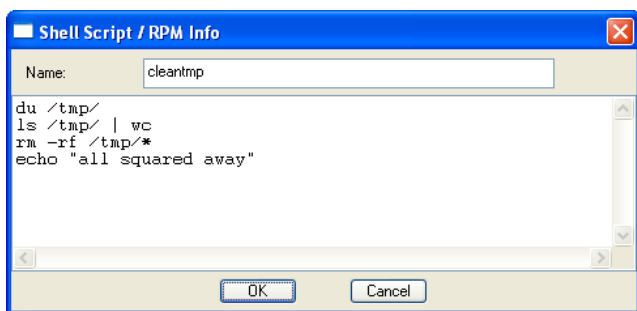 Shell Script / RPM Info
Name: cleantmp
du /tmp/
ls /tmp/ | wc
rm -rf /tmp/*
echo "all squared away"
OK Cancel